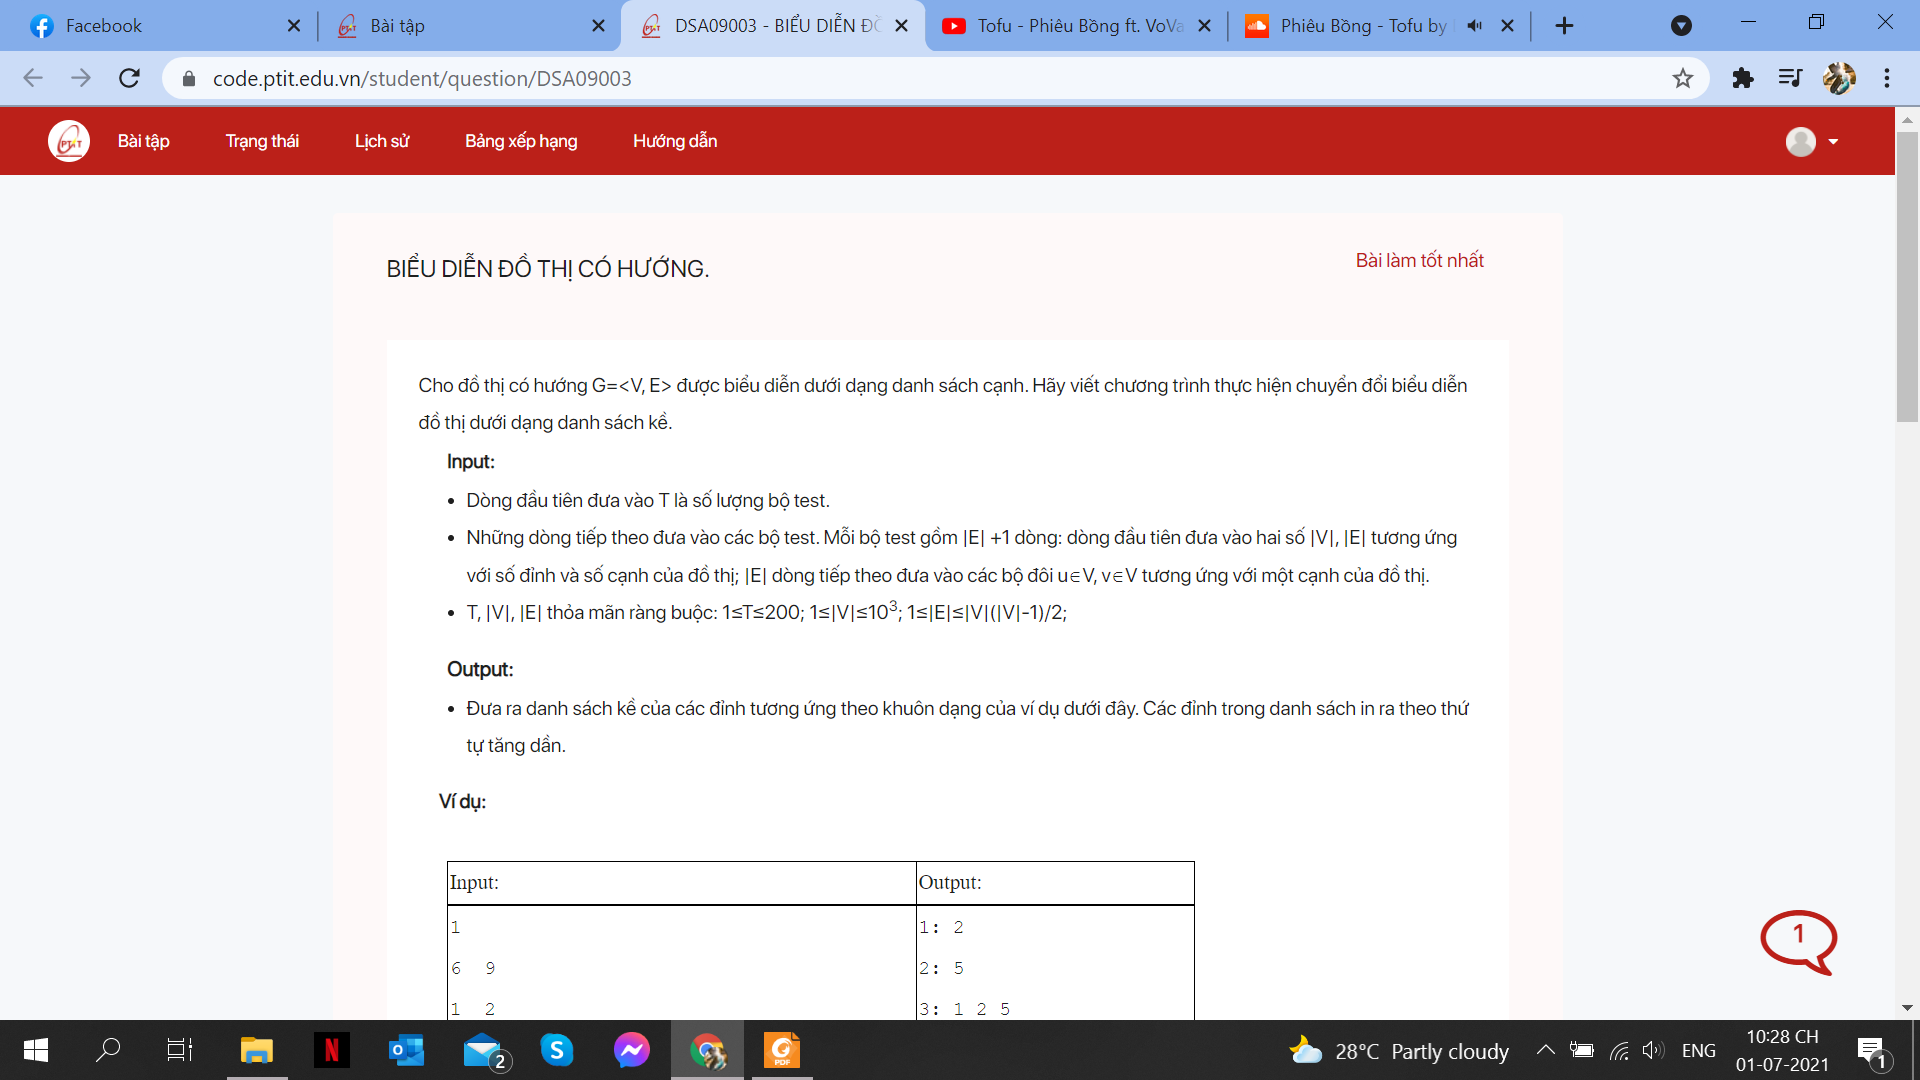 Facebook
Bài tập
DSA09003 - BIỂU DIỄN ĐỒ
Tofu - Phiêu Bồng ft. VoVa
Phiêu Bồng - Tofu by
code.ptit.edu.vn/student/question/DSA09003
PTIT
Bài tập
Trạng thái
Lịch sử
Bảng xếp hạng
Hướng dẫn
BIỂU DIỄN ĐỒ THỊ CÓ HƯỚNG.
Bài làm tốt nhất
Cho đồ thị có hướng G=<V, E> được biểu diễn dưới dạng danh sách cạnh. Hãy viết chương trình thực hiện chuyển đổi biểu diễn
đồ thị dưới dạng danh sách kề.
Input:
• Dòng đầu tiên đưa vào T là số lượng bộ test.
• Những dòng tiếp theo đưa vào các bộ test. Mỗi bộ test gồm |E| +1 dòng: dòng đầu tiên đưa vào hai số |V|, |E| tương ứng
với số đỉnh và số cạnh của đồ thị; |E| dòng tiếp theo đưa vào các bộ đôi u∈V, v∈V tương ứng với một cạnh của đồ thị.
• T, |V|, |E| thỏa mãn ràng buộc: 1≤T≤200; 1≤|V|≤10³; 1≤|E|≤|V|(|V|-1)/2;
Output:
• Đưa ra danh sách kề của các đỉnh tương ứng theo khuôn dạng của ví dụ dưới đây. Các đỉnh trong danh sách in ra theo thứ
tự tăng dần.
Ví dụ:
Input:
Output:
1
6 9
1 2
1: 2
2: 5
3: 1 2 5
1
N
2
S
PDF
28°C Partly cloudy
ENG
10:28 CH
01-07-2021
1